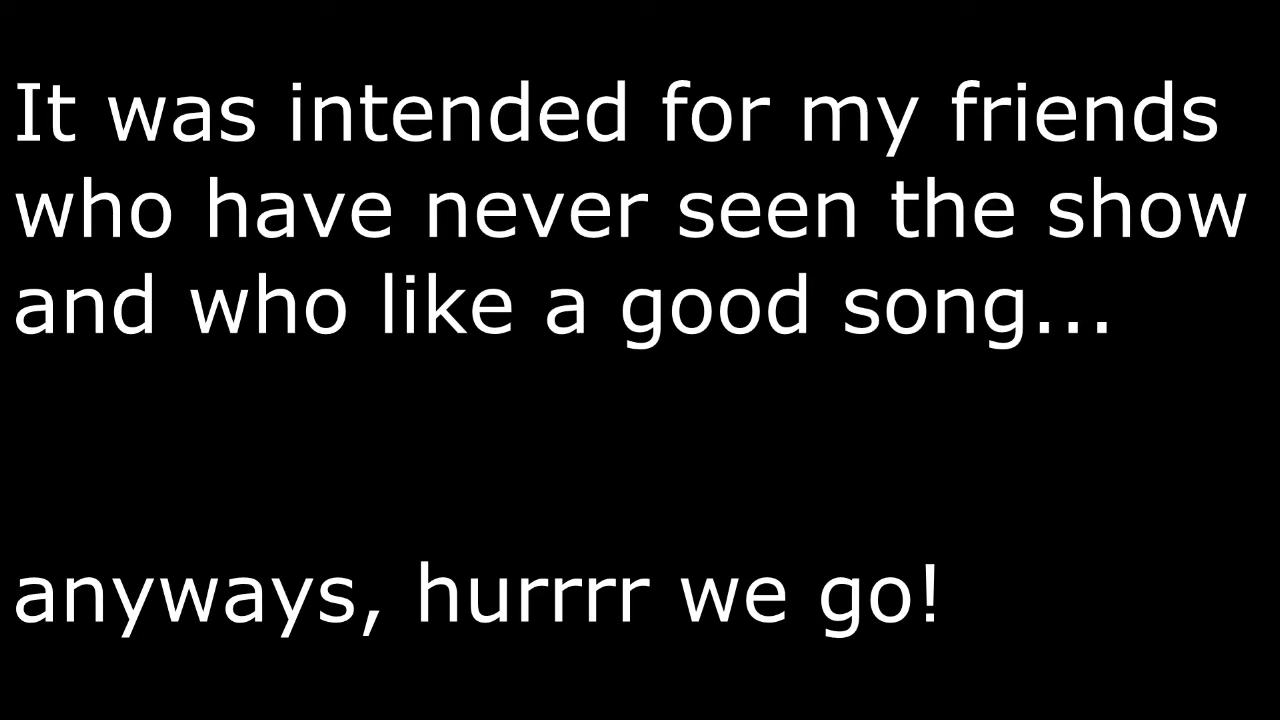 It was intended for my friends
who have never seen the show
and who like a good song...
anyways, hurrrr we go!